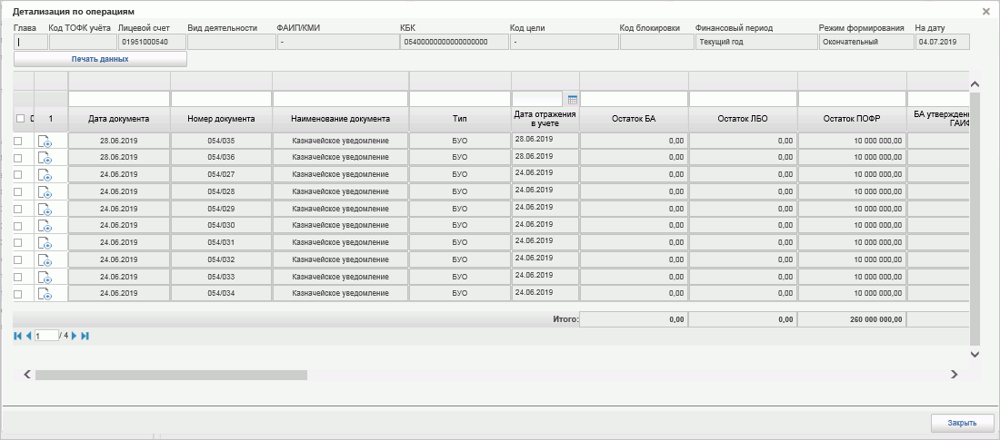 Детализация по операциям
Глава Код ТОФК учёта Лицевой счет Вид деятельности ФАИП/КМИ КБК Код цели Код блокировки Финансовый период Режим формирования На дату
01951000540 - 05400000000000000000 - Текущий год Окончательный 04.07.2019
Печать данных
1 Дата документа Номер документа Наименование документа Тип Дата отражения в учете Остаток БА Остаток ЛБО Остаток ПОФР БА
28.06.2019 054/035 Казначейское уведомление БУО 28.06.2019 0,00 0,00 10 000 000,00
28.06.2019 054/036 Казначейское уведомление БУО 28.06.2019 0,00 0,00 10 000 000,00
24.06.2019 054/027 Казначейское уведомление БУО 24.06.2019 0,00 0,00 10 000 000,00
24.06.2019 054/028 Казначейское уведомление БУО 24.06.2019 0,00 0,00 10 000 000,00
24.06.2019 054/029 Казначейское уведомление БУО 24.06.2019 0,00 0,00 10 000 000,00
24.06.2019 054/030 Казначейское уведомление БУО 24.06.2019 0,00 0,00 10 000 000,00
24.06.2019 054/031 Казначейское уведомление БУО 24.06.2019 0,00 0,00 10 000 000,00
24.06.2019 054/032 Казначейское уведомление БУО 24.06.2019 0,00 0,00 10 000 000,00
24.06.2019 054/033 Казначейское уведомление БУО 24.06.2019 0,00 0,00 10 000 000,00
24.06.2019 054/034 Казначейское уведомление БУО 24.06.2019 0,00 0,00 10 000 000,00
Итого: 0,00 0,00 260 000 000,00
1 / 4
Закрыть